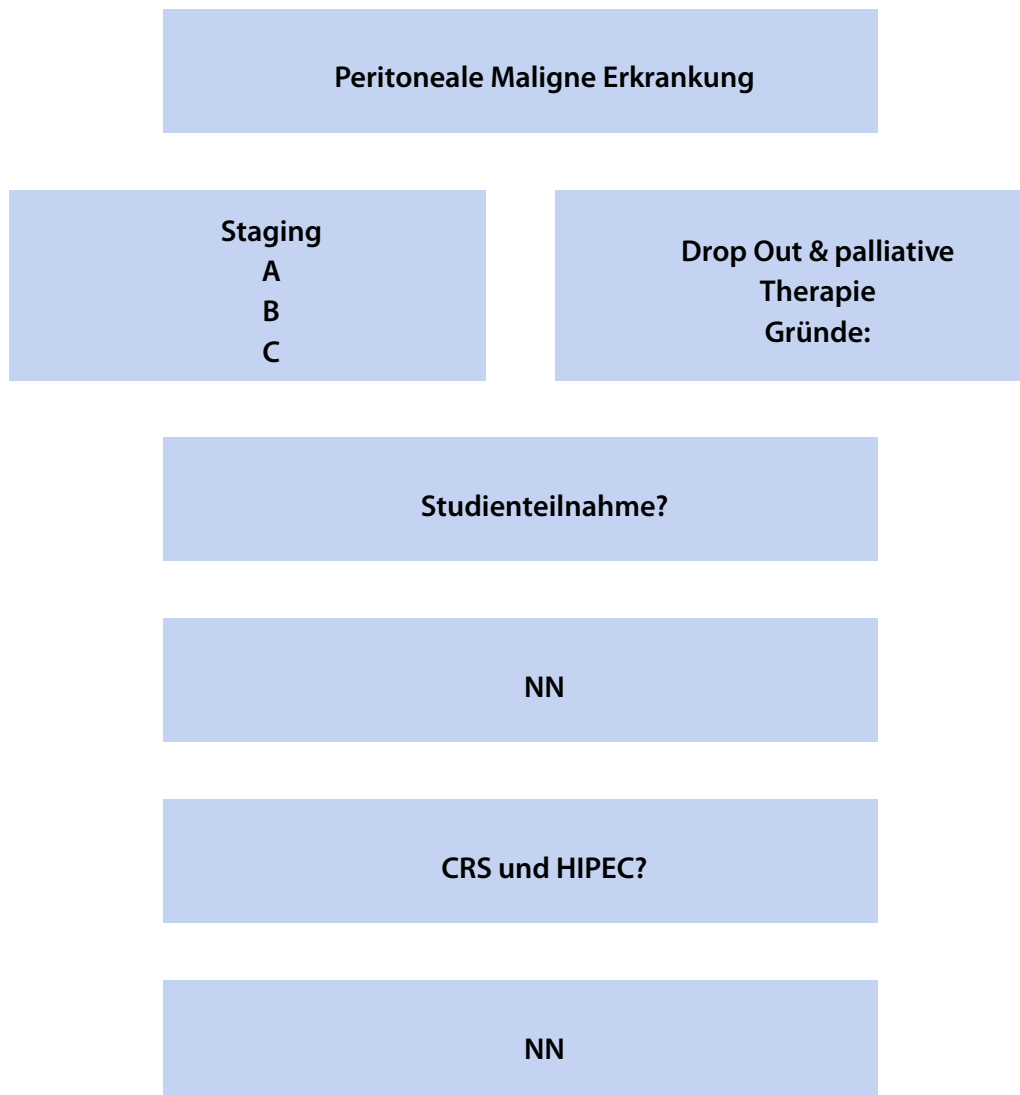 Peritoneale Maligne Erkrankung
Staging
A
B
C
Drop Out & palliative
Therapie
Gründe:
Studienteilnahme?
NN
CRS und HIPEC?
NN